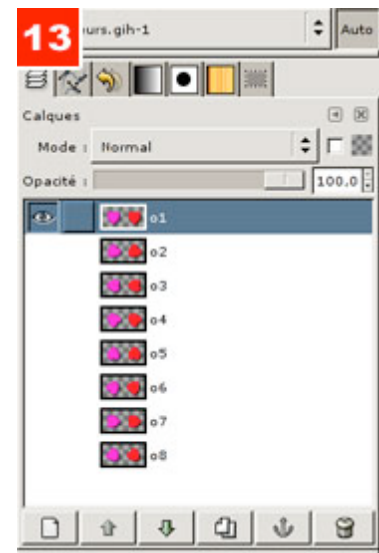 13
urs.gih-1
Auto
Calques
Mode : Normal
Opacité : 100,0
o1
o2
o3
o4
o5
o6
o7
o8